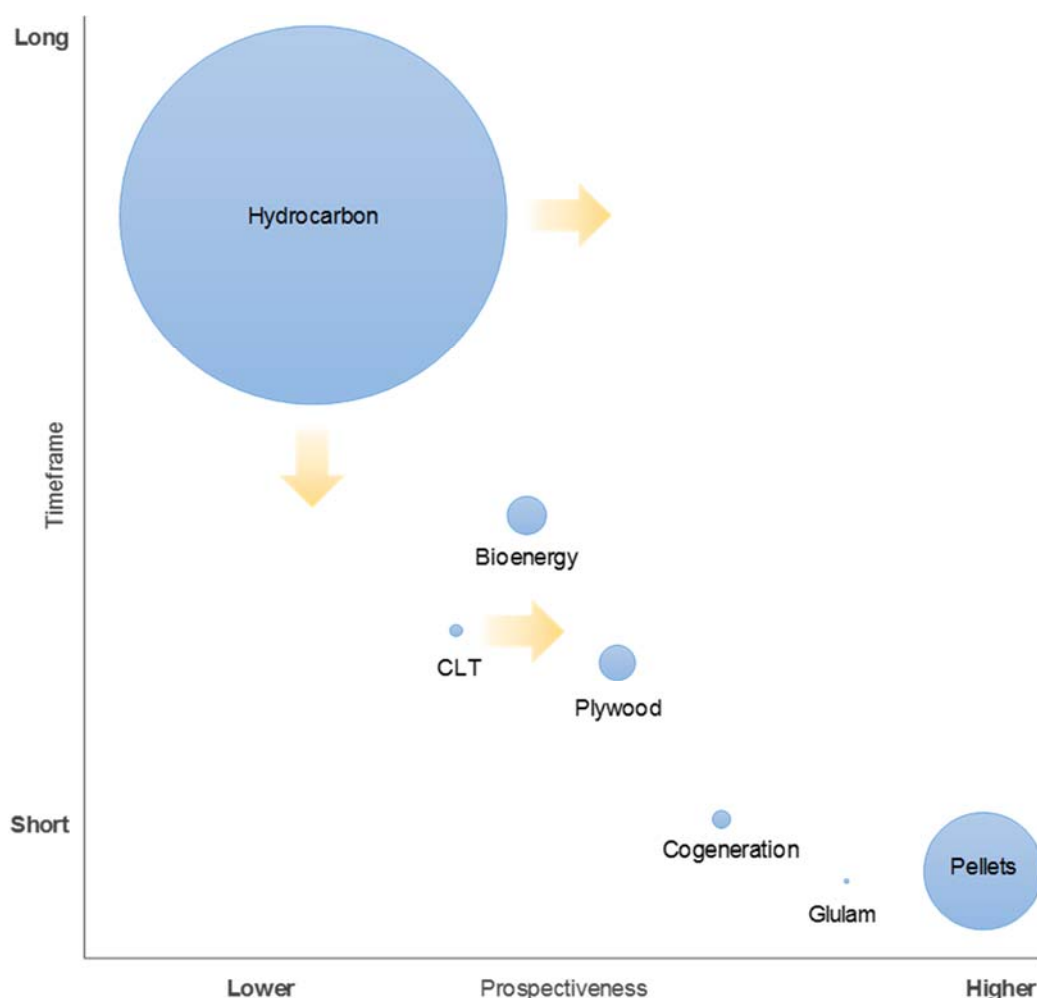 Long
Hydrocarbon
Timeframe
Bioenergy
CLT
Plywood
Short
Cogeneration
Pellets
Glulam
Lower
Prospectiveness
Higher